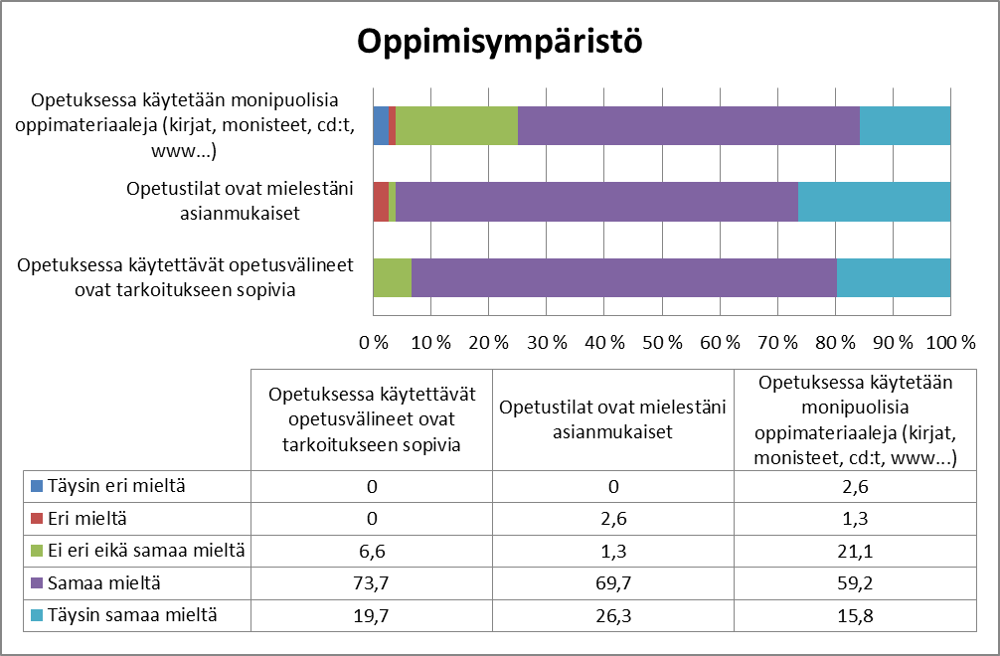 Oppimisympäristö
Opetuksessa käytetään monipuolisia
oppimateriaaleja (kirjat, monisteet, cd:t,
www...)
Opetustilat ovat mielestäni
asianmukaiset
Opetuksessa käytettävät opetusvälineet
ovat tarkoitukseen sopivia
0 % 10 % 20 % 30 % 40 % 50 % 60 % 70 % 80 % 90 % 100 %
Opetuksessa käytettävät
opetusvälineet ovat
tarkoitukseen sopivia
Opetustilat ovat mielestäni
asianmukaiset
Opetuksessa käytetään
monipuolisia
oppimateriaaleja (kirjat,
monisteet, cd:t, www...)
Täysin eri mieltä 0 0 2,6
Eri mieltä 0 2,6 1,3
Ei eri eikä samaa mieltä 6,6 1,3 21,1
Samaa mieltä 73,7 69,7 59,2
Täysin samaa mieltä 19,7 26,3 15,8